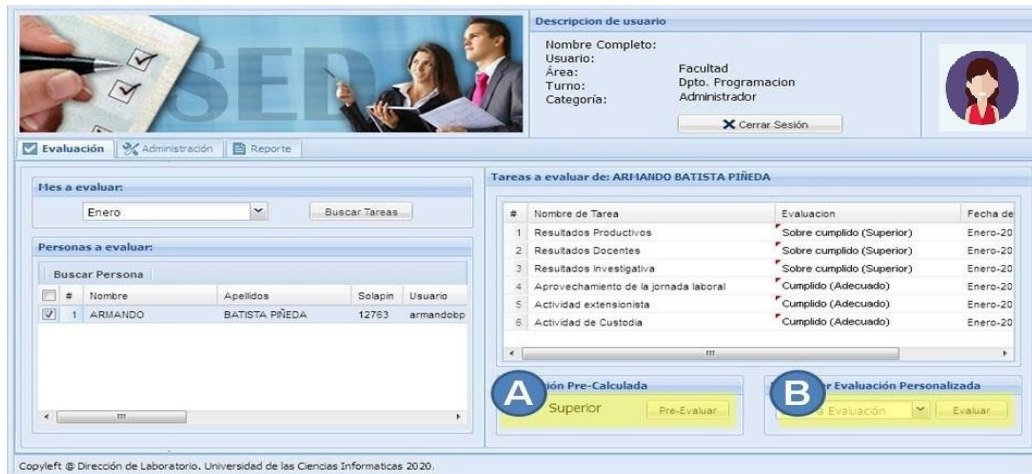 SED
Descripcion de usuario
Nombre Completo:
Usuario:
Área: Facultad
Turno: Dpto. Programacion
Categoría: Administrador
Cerrar Sesión
Evaluación Administración Reporte
Mes a evaluar:
Enero Buscar Tareas
Personas a evaluar:
Buscar Persona
# Nombre Apellidos Solapin Usuario
1 ARMANDO BATISTA PIÑEDA 12763 armandobp
Tareas a evaluar de: ARMANDO BATISTA PIÑEDA
# Nombre de Tarea Evaluacion Fecha de
1 Resultados Productivos Sobre cumplido (Superior) Enero-20
2 Resultados Docentes Sobre cumplido (Superior) Enero-20
3 Resultados Investigativa Sobre cumplido (Superior) Enero-20
4 Aprovechamiento de la jornada laboral Cumplido (Adecuado) Enero-20
5 Actividad extensionista Cumplido (Adecuado) Enero-20
6 Actividad de Custodia Cumplido (Adecuado) Enero-20
A Pre-Calculada
Superior Pre-Evaluar
B Evaluación Personalizada
Evaluación Evaluar
Copyleft @ Dirección de Laboratorio. Universidad de las Ciencias Informaticas 2020.